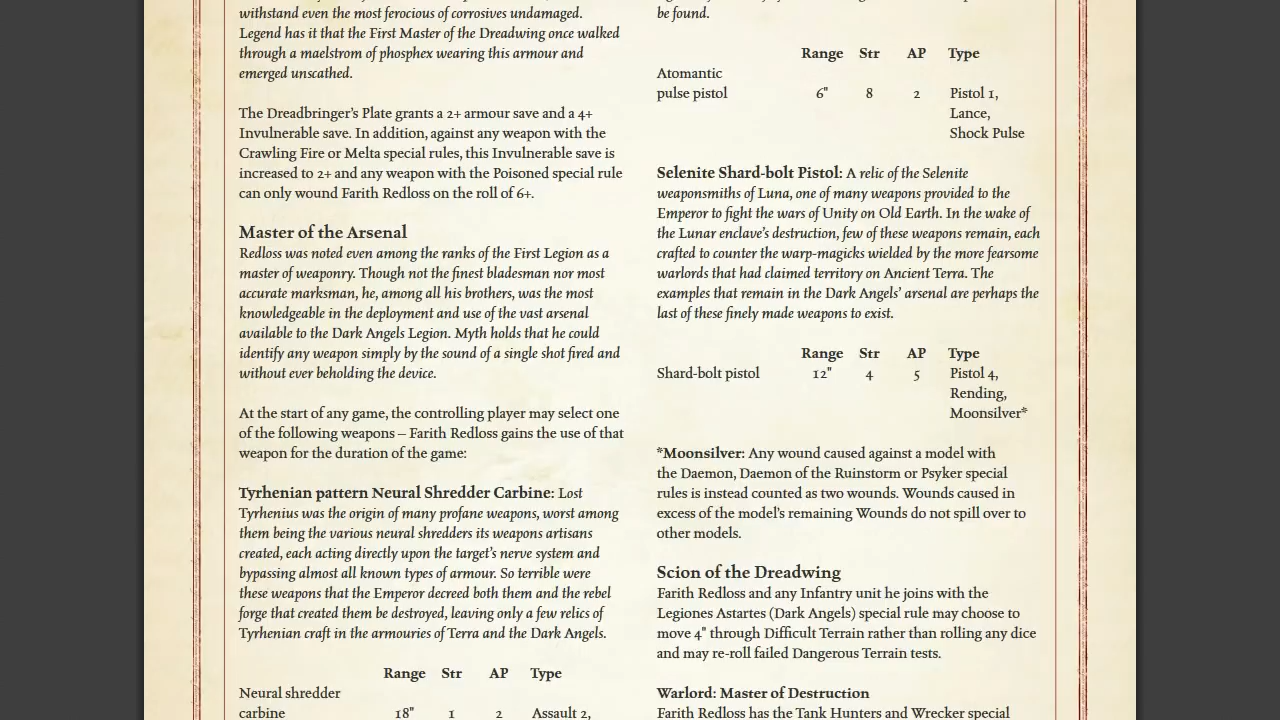 withstand even the most ferocious of corrosives undamaged.
Legend has it that the First Master of the Dreadwing once walked
through a maelstrom of phosphex wearing this armour and
emerged unscathed.
The Dreadbringer's Plate grants a 2+ armour save and a 4+
Invulnerable save. In addition, against any weapon with the
Crawling Fire or Melta special rules, this Invulnerable save is
increased to 2+ and any weapon with the Poisoned special rule
can only wound Farith Redloss on the roll of 6+.
Master of the Arsenal
Redloss was noted even among the ranks of the First Legion as a
master of weaponry. Though not the finest bladesman nor most
accurate marksman, he, among all his brothers, was the most
knowledgeable in the deployment and use of the vast arsenal
available to the Dark Angels Legion. Myth holds that he could
identify any weapon simply by the sound of a single shot fired and
without ever beholding the device.
At the start of any game, the controlling player may select one
of the following weapons – Farith Redloss gains the use of that
weapon for the duration of the game:
Tyrhenian pattern Neural Shredder Carbine: Lost
Tyrhenius was the origin of many profane weapons, worst among
them being the various neural shredders its weapons artisans
created, each acting directly upon the target's nerve system and
bypassing almost all known types of armour. So terrible were
these weapons that the Emperor decreed both them and the rebel
forge that created them be destroyed, leaving only a few relics of
Tyrhenian craft in the armouries of Terra and the Dark Angels.
Range Str AP Type
Neural shredder
carbine 18" 1 2 Assault 2,
be found.
Range Str AP Type
Atomantic
pulse pistol 6" 8 2 Pistol 1,
Lance,
Shock Pulse
Selenite Shard-bolt Pistol: A relic of the Selenite
weaponsmiths of Luna, one of many weapons provided to the
Emperor to fight the wars of Unity on Old Earth. In the wake of
the Lunar enclave's destruction, few of these weapons remain, each
crafted to counter the warp-magicks wielded by the more fearsome
warlords that had claimed territory on Ancient Terra. The
examples that remain in the Dark Angels' arsenal are perhaps the
last of these finely made weapons to exist.
Range Str AP Type
Shard-bolt pistol 12" 4 5 Pistol 4,
Rending,
Moonsilver*
*Moonsilver: Any wound caused against a model with
the Daemon, Daemon of the Ruinstorm or Psyker special
rules is instead counted as two wounds. Wounds caused in
excess of the model's remaining Wounds do not spill over to
other models.
Scion of the Dreadwing
Farith Redloss and any Infantry unit he joins with the
Legiones Astartes (Dark Angels) special rule may choose to
move 4" through Difficult Terrain rather than rolling any dice
and may re-roll failed Dangerous Terrain tests.
Warlord: Master of Destruction
Farith Redloss has the Tank Hunters and Wrecker special